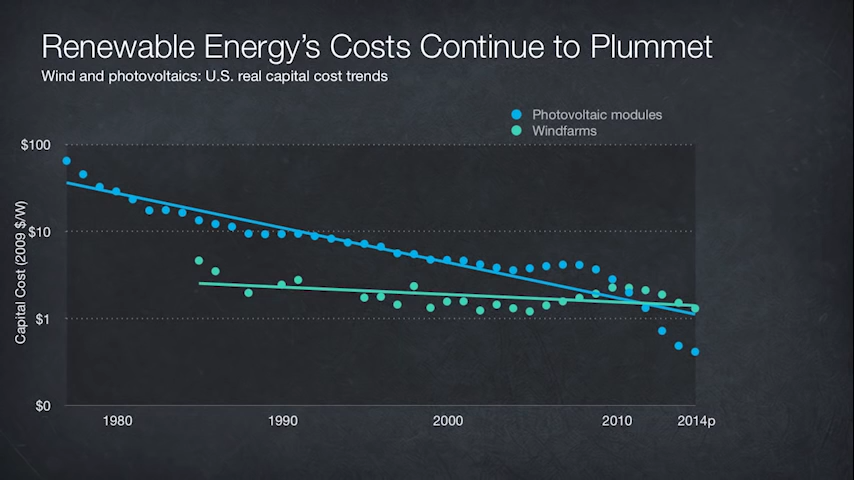 Renewable Energy's Costs Continue to Plummet
Wind and photovoltaics: U.S. real capital cost trends
Photovoltaic modules
Windfarms
Capital Cost (2009 $/W)
$100
$10
$1
$0
1980 1990 2000 2010 2014p